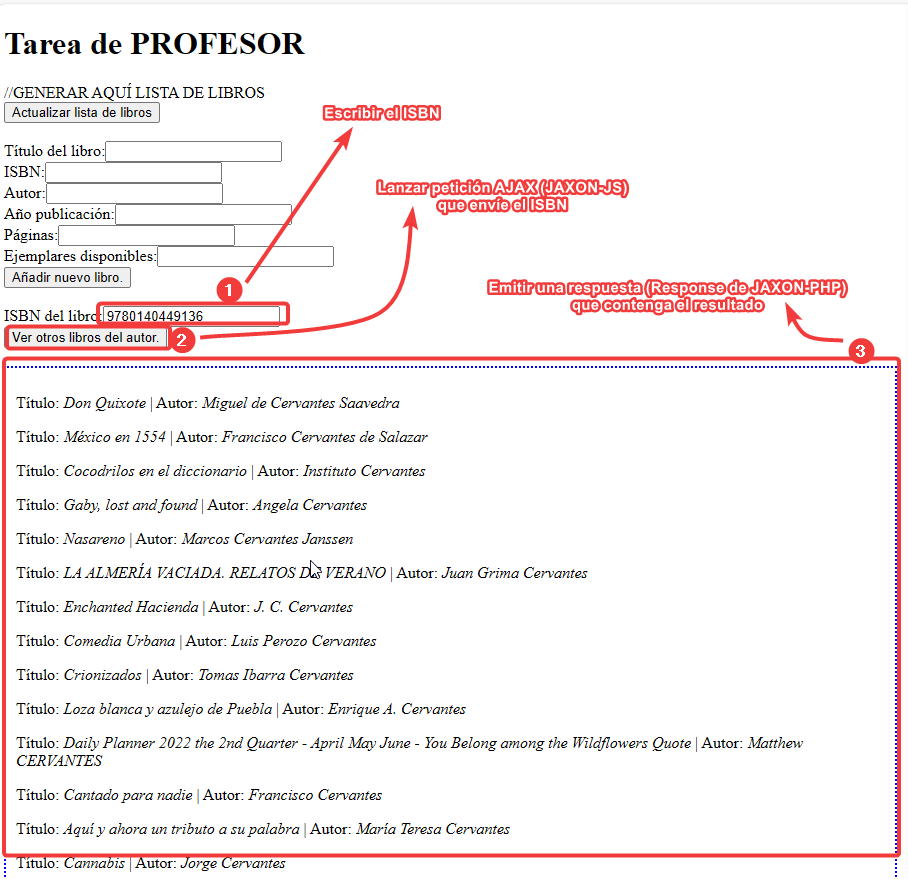 Tarea de PROFESOR
//GENERAR AQUÍ LISTA DE LIBROS
Actualizar lista de libros
Escribir el ISBN
Título del libro:
ISBN:
Autor:
Lanzar petición AJAX (JAXON-JS)
que envíe el ISBN
Año publicación:
Páginas:
Ejemplares disponibles:
Añadir nuevo libro.
1
Emitir una respuesta (Response de JAXON-PHP)
que contenga el resultado
ISBN del libro: 9780140449136
Ver otros libros del autor.
2
3
Título: Don Quixote | Autor: Miguel de Cervantes Saavedra
Título: México en 1554 | Autor: Francisco Cervantes de Salazar
Título: Cocodrilos en el diccionario | Autor: Instituto Cervantes
Título: Gaby, lost and found | Autor: Angela Cervantes
Título: Nasareno | Autor: Marcos Cervantes Janssen
Título: LA ALMERÍA VACIADA. RELATOS DE VERANO | Autor: Juan Grima Cervantes
Título: Enchanted Hacienda | Autor: J. C. Cervantes
Título: Comedia Urbana | Autor: Luis Perozo Cervantes
Título: Crionizados | Autor: Tomas Ibarra Cervantes
Título: Loza blanca y azulejo de Puebla | Autor: Enrique A. Cervantes
Título: Daily Planner 2022 the 2nd Quarter - April May June - You Belong among the Wildflowers Quote | Autor: Matthew
CERVANTES
Título: Cantado para nadie | Autor: Francisco Cervantes
Título: Aquí y ahora un tributo a su palabra | Autor: María Teresa Cervantes
Título: Cannabis | Autor: Jorge Cervantes